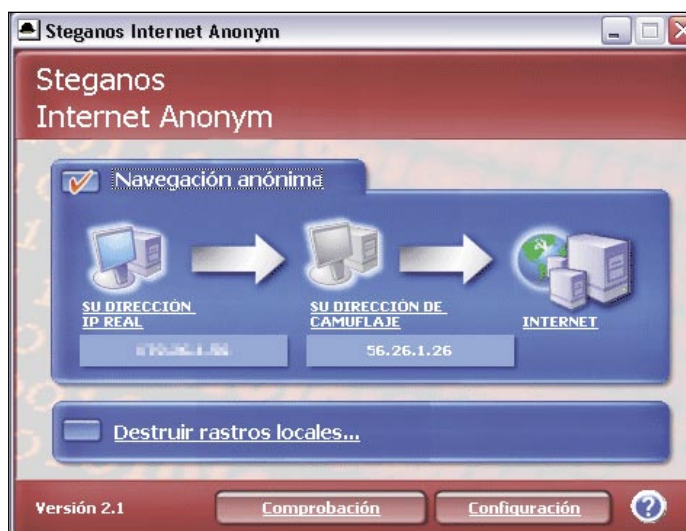 Steganos Internet Anonym
Steganos
Internet Anonym
Navegación anónima
SU DIRECCIÓN
IP REAL
SU DIRECCIÓN DE
CAMUFLAJE
INTERNET
56.26.1.26
Destruir rastros locales...
Versión 2.1
Comprobación
Configuración
?